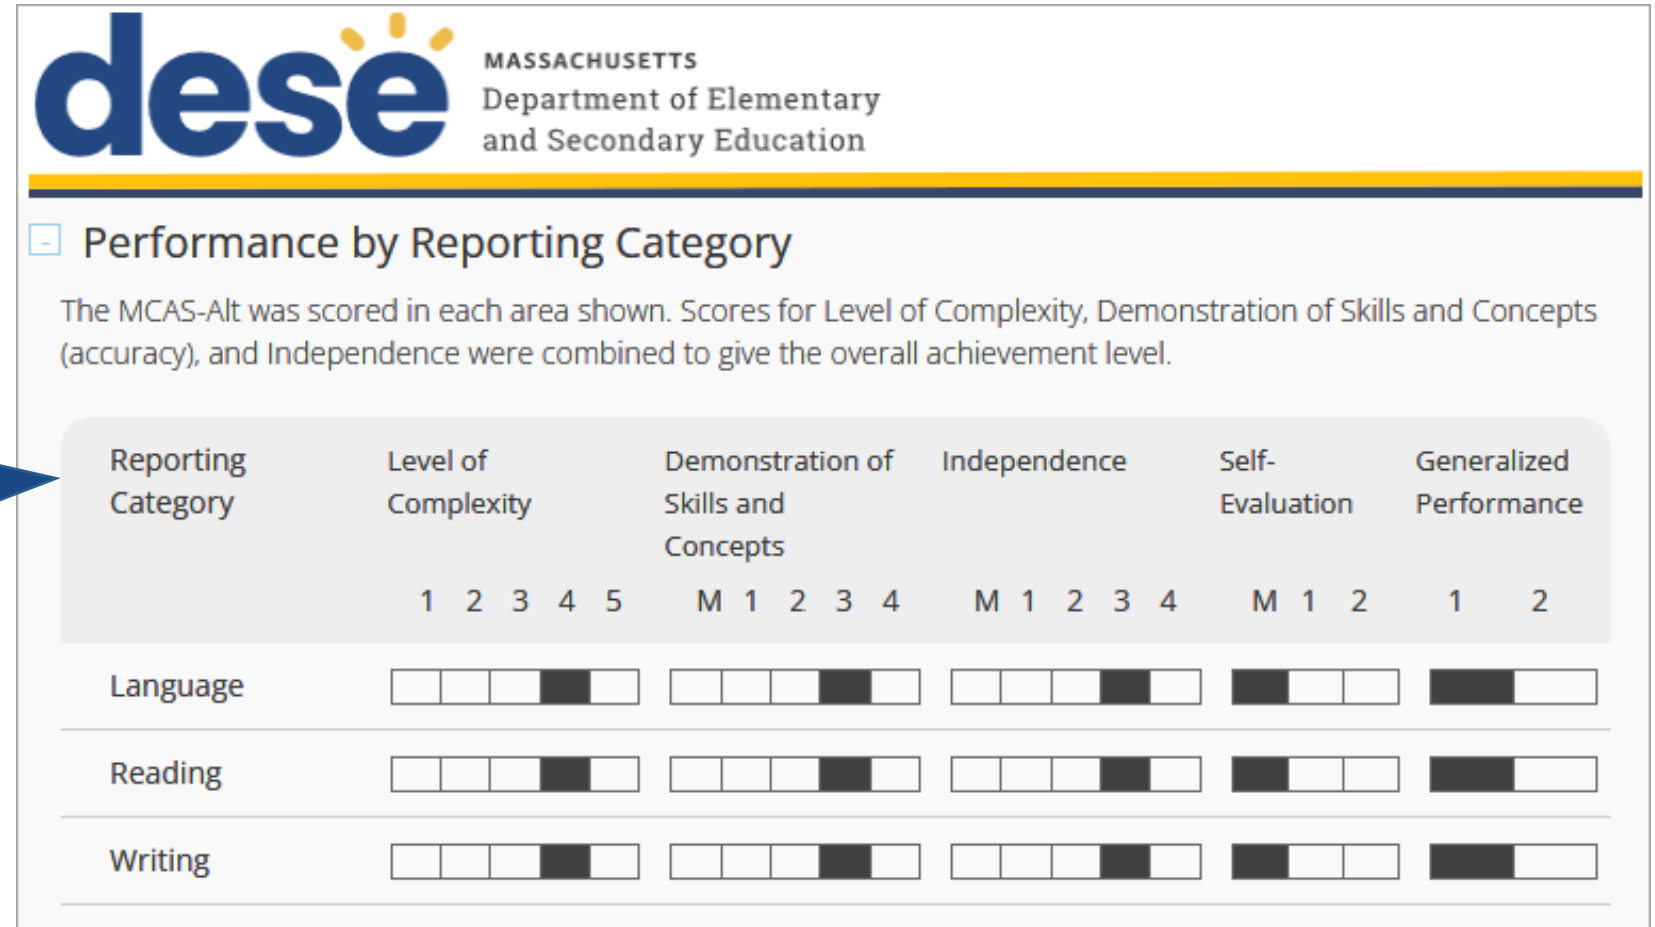 dese
MASSACHUSETTS
Department of Elementary
and Secondary Education
- Performance by Reporting Category
The MCAS-Alt was scored in each area shown. Scores for Level of Complexity, Demonstration of Skills and Concepts
(accuracy), and Independence were combined to give the overall achievement level.
Reporting Category
Level of Complexity
Demonstration of Skills and Concepts
Independence
Self-Evaluation
Generalized Performance
1 2 3 4 5 M 1 2 3 4 M 1 2 3 4 M 1 2 1 2
Language
Reading
Writing